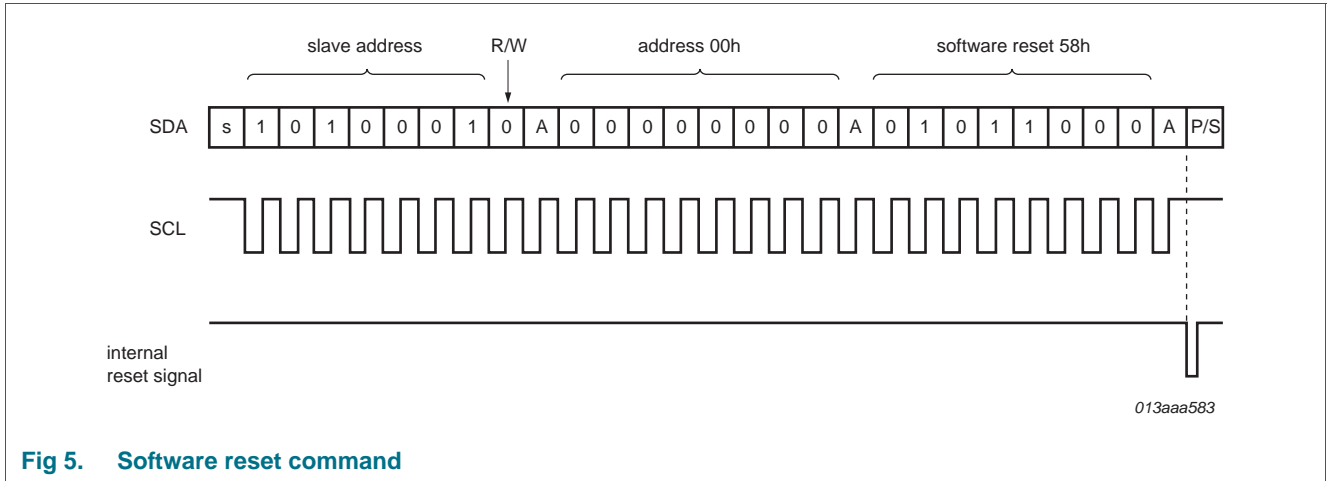 slave address R/W address 00h software reset 58h
SDA s 1 0 1 0 0 0 1 0 A 0 0 0 0 0 0 0 0 A 0 1 0 1 1 0 0 0 A P/S
SCL
internal
reset signal
013aaa583
Fig 5. Software reset command